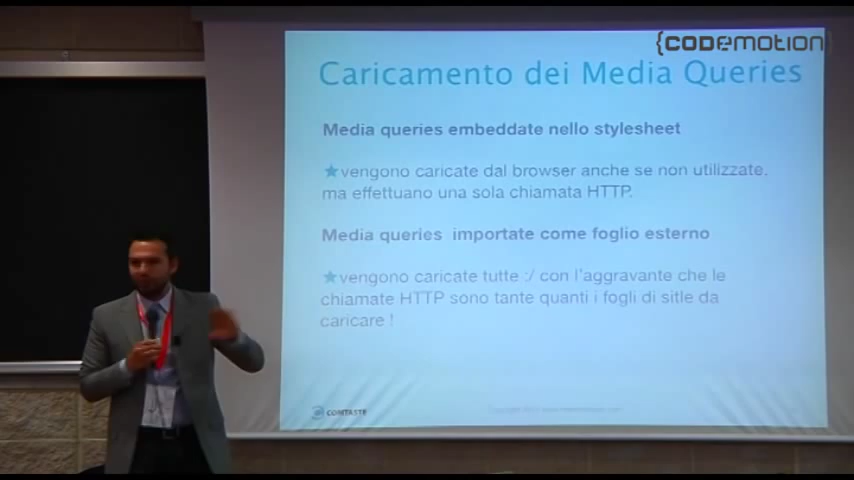 {CODEMOTION}
Caricamento dei Media Queries
Media queries embeddate nello stylesheet
★vengono caricate dal browser anche se non utilizzate,
ma effettuano una sola chiamata HTTP.
Media queries importate come foglio esterno
★vengono caricate tutte :/ con l'aggravante che le
chiamate HTTP sono tante quanti i fogli di sitle da
caricare !
COMTASTE